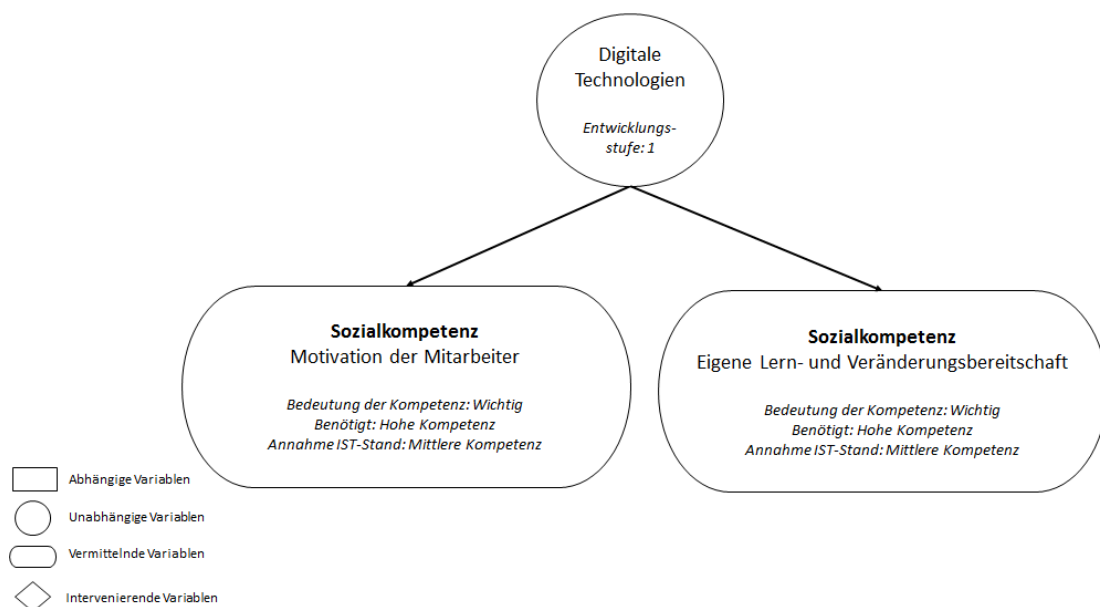 Digitale
Technologien
Entwicklungs-
stufe: 1
Sozialkompetenz
Motivation der Mitarbeiter
Bedeutung der Kompetenz: Wichtig
Benötigt: Hohe Kompetenz
Annahme IST-Stand: Mittlere Kompetenz
Sozialkompetenz
Eigene Lern- und Veränderungsbereitschaft
Bedeutung der Kompetenz: Wichtig
Benötigt: Hohe Kompetenz
Annahme IST-Stand: Mittlere Kompetenz
Abhängige Variablen
Unabhängige Variablen
Vermittelnde Variablen
Intervenierende Variablen